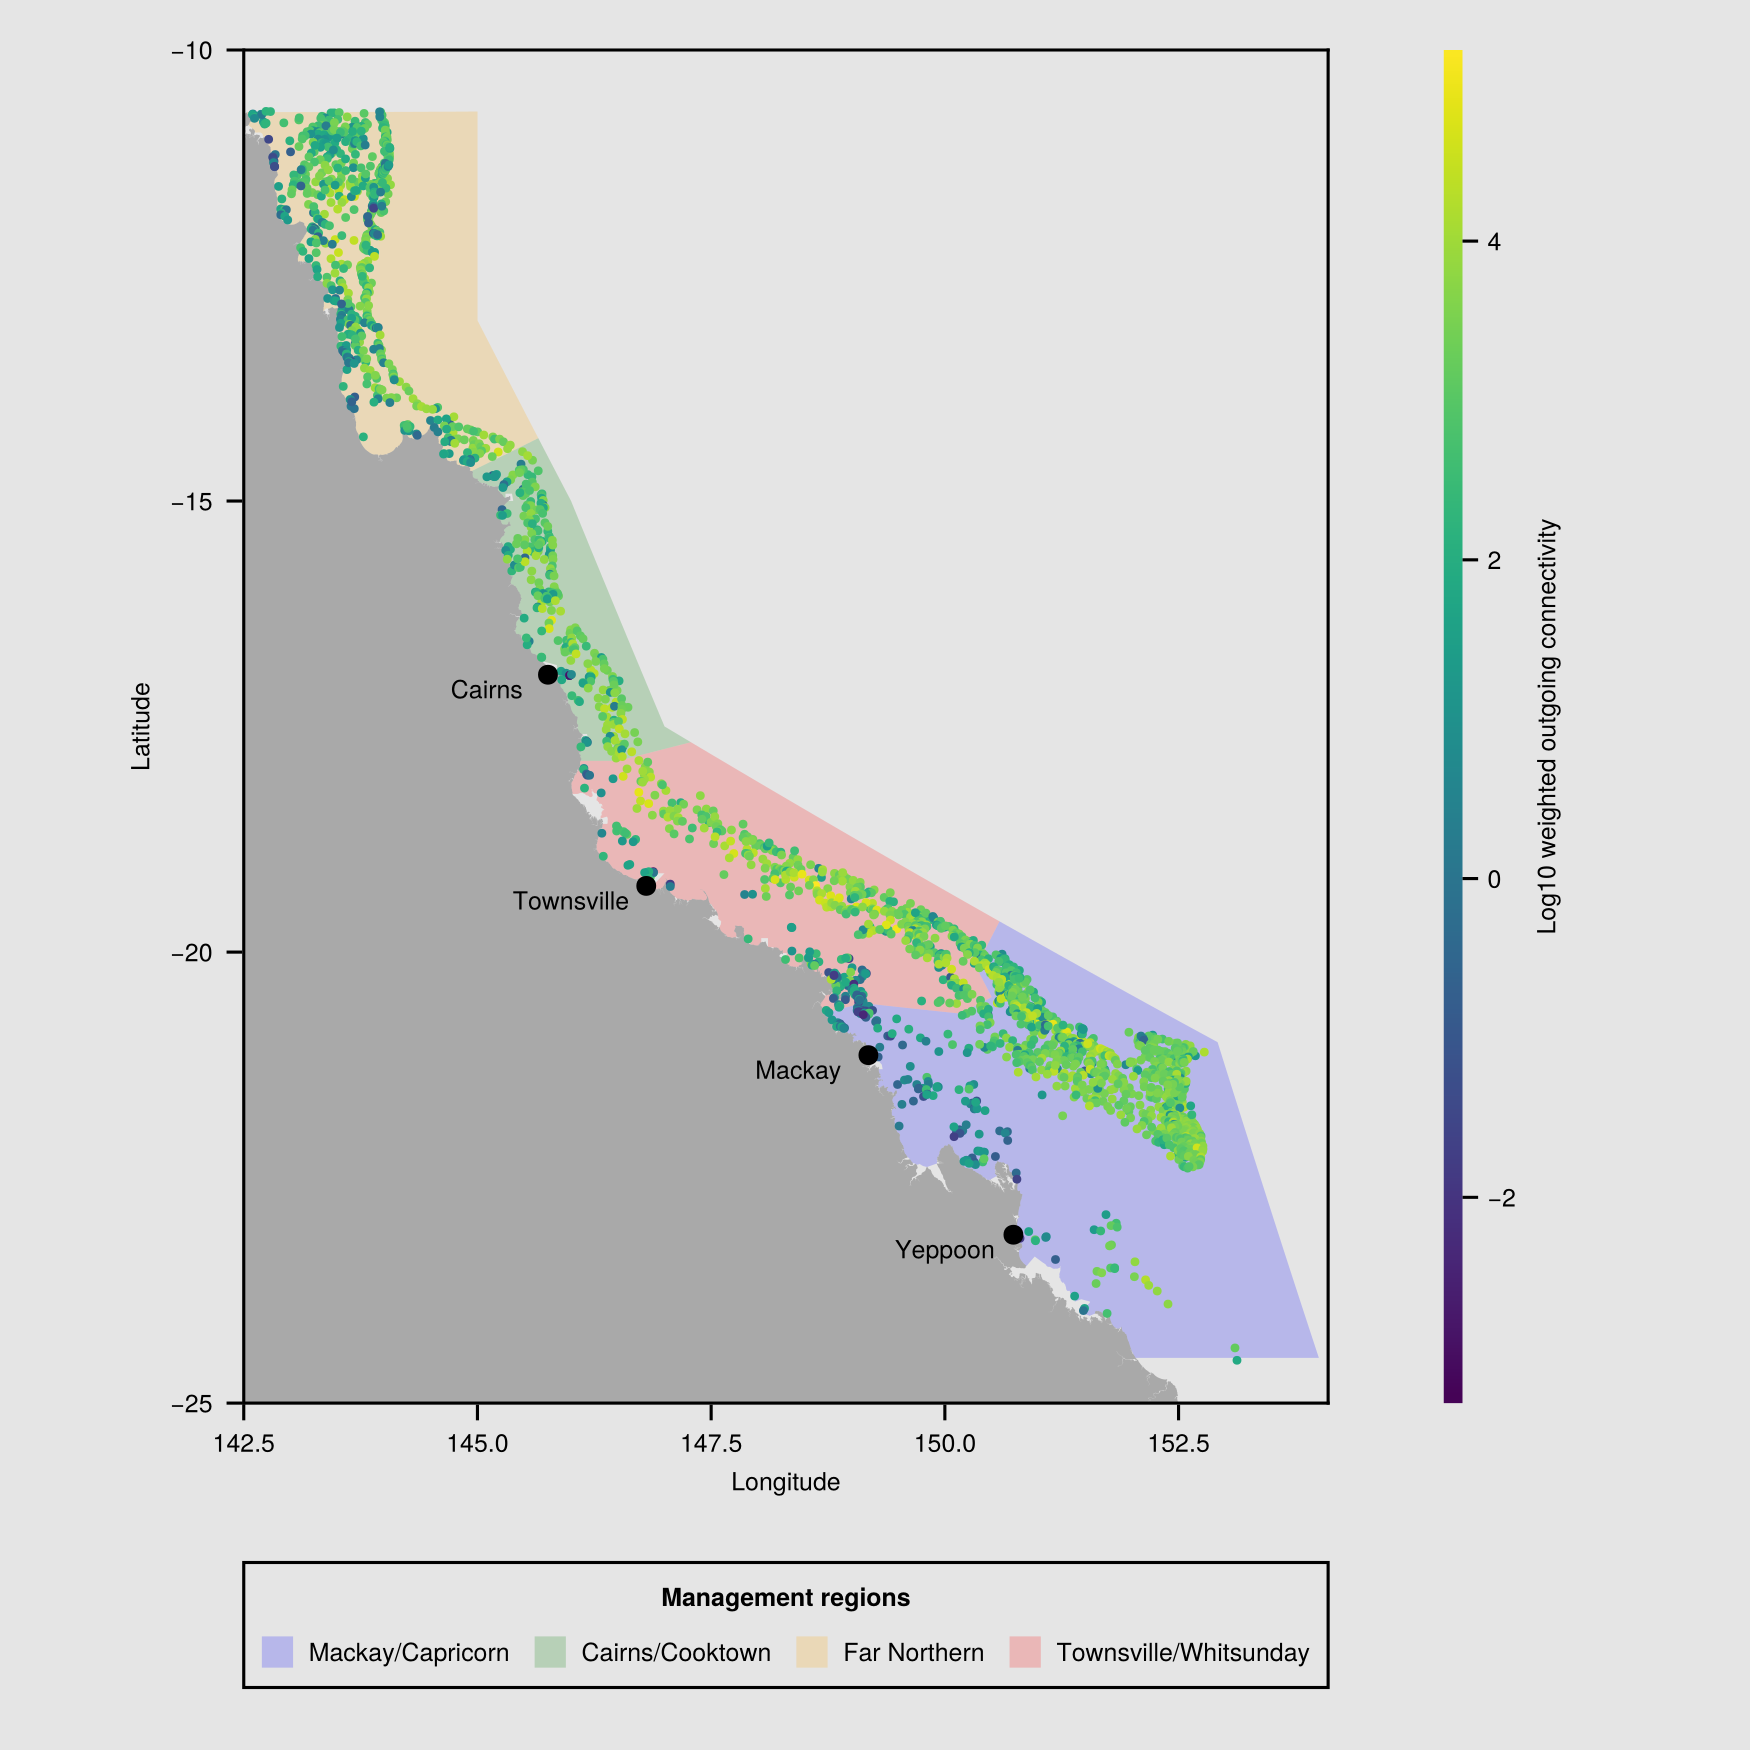 −10
−15
−20
−25
Latitude
Cairns
Townsville
Mackay
Yeppoon
142.5
145.0
147.5
150.0
152.5
Longitude
4
2
0
−2
Log10 weighted outgoing connectivity
Management regions
Mackay/Capricorn
Cairns/Cooktown
Far Northern
Townsville/Whitsunday